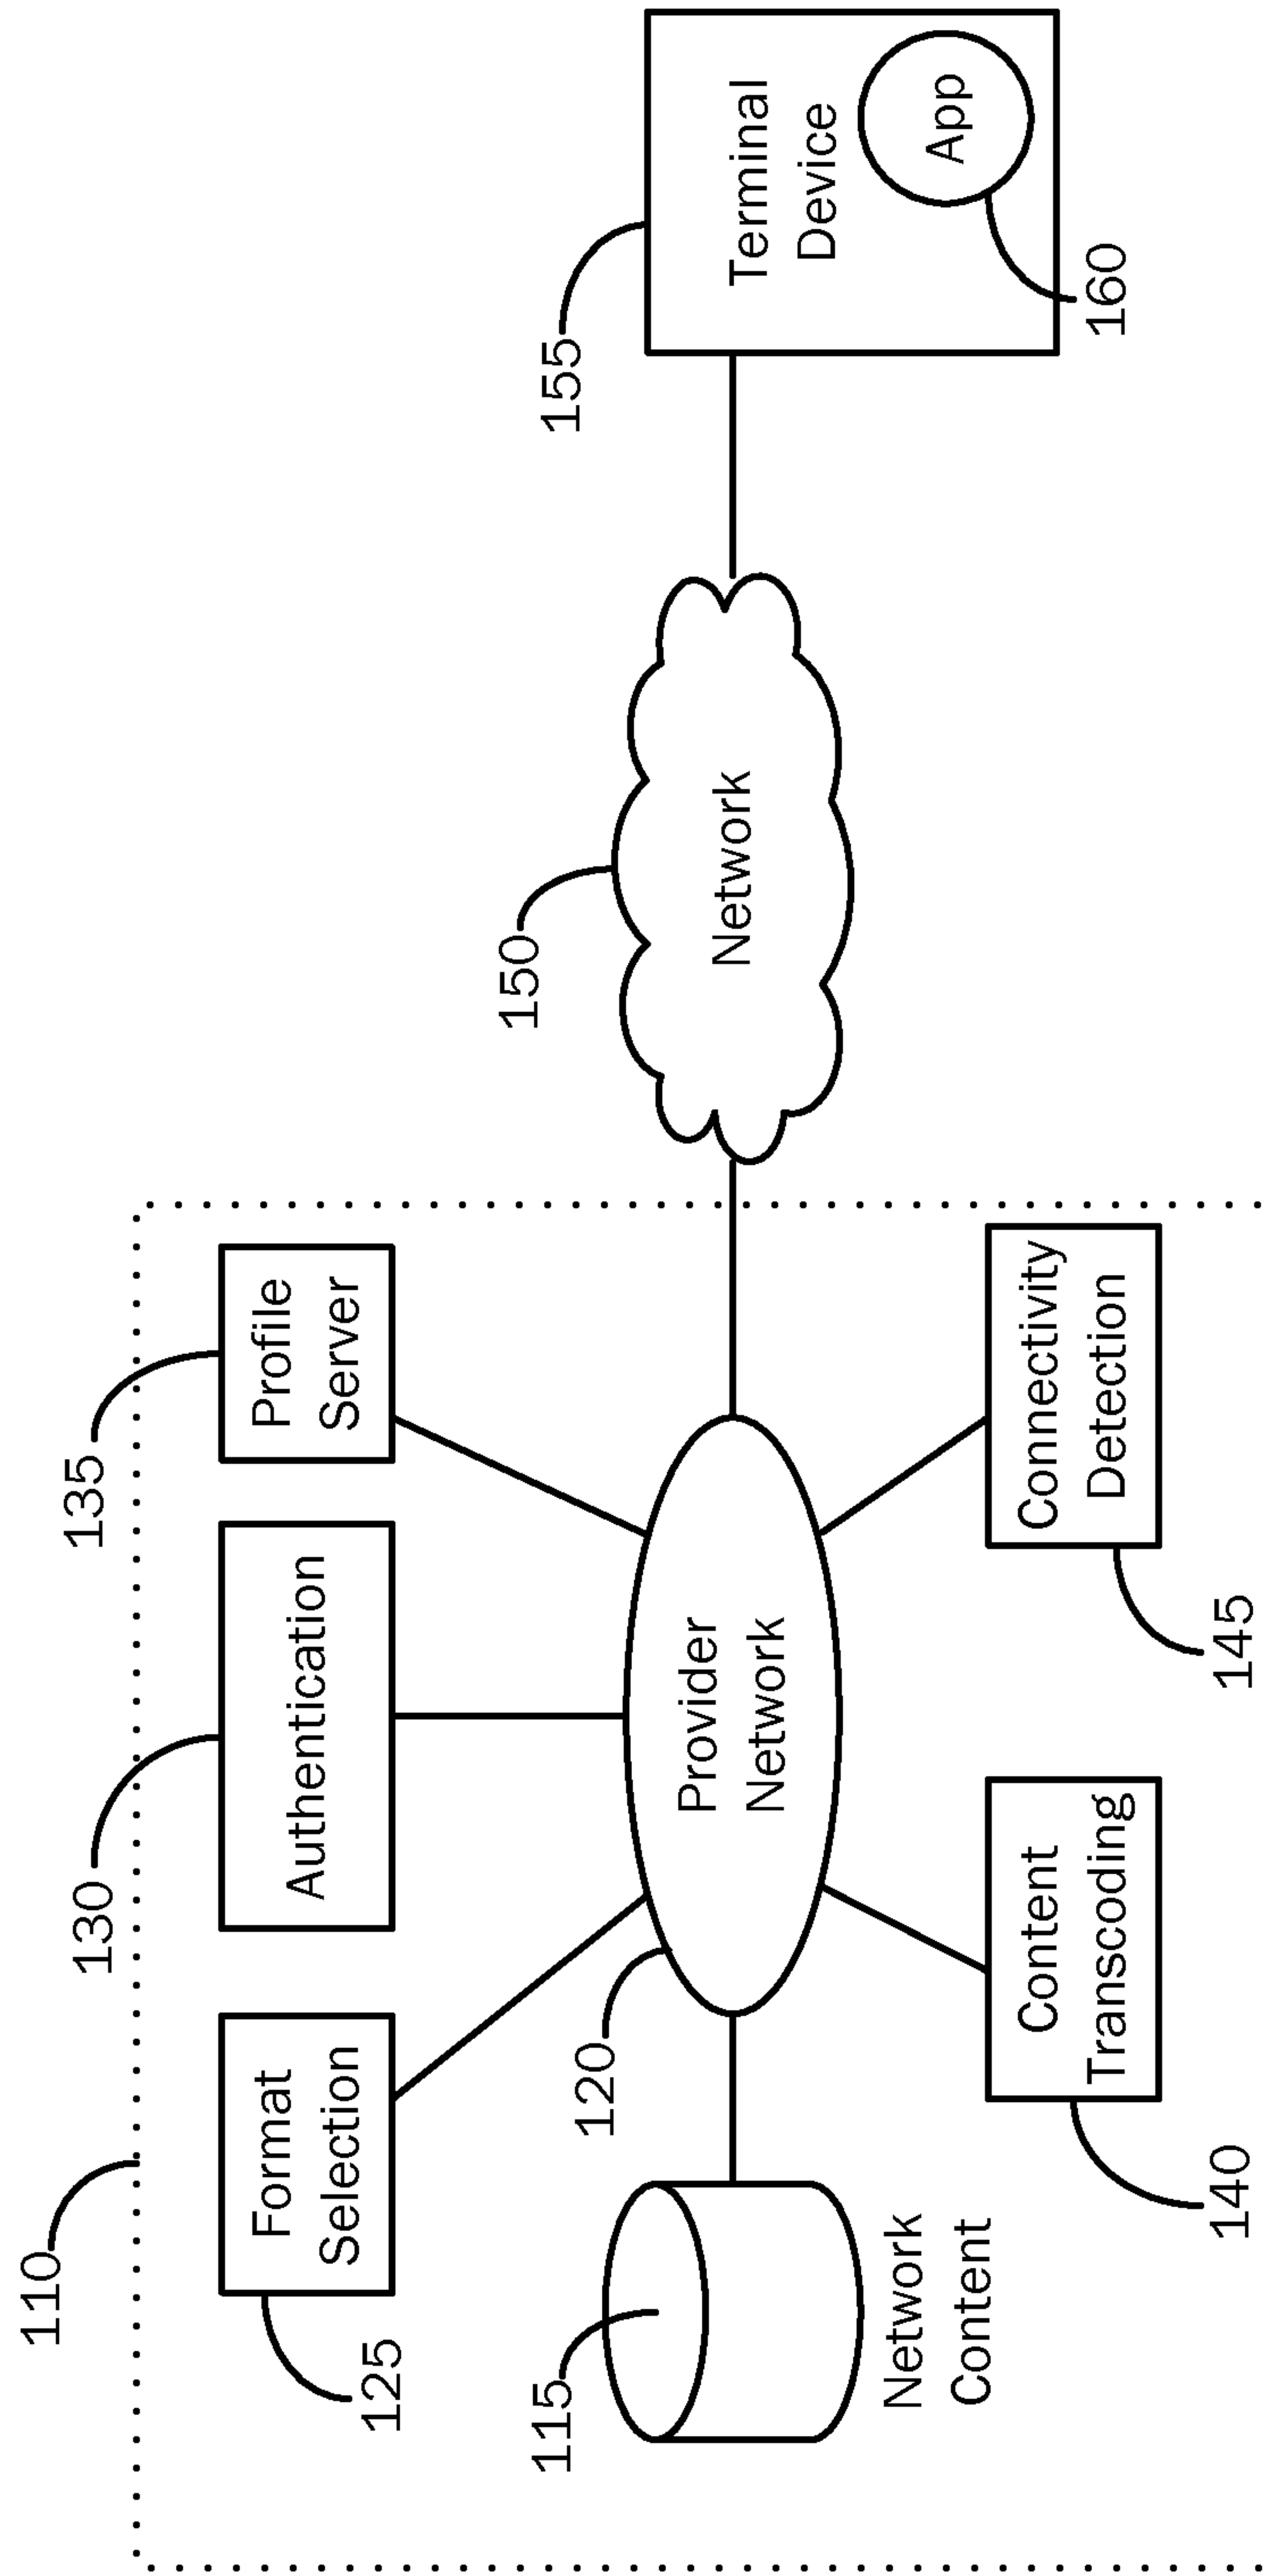 110
125
Format
Selection
130
Authentication
135
Profile
Server
115
Network
Content
120
Provider
Network
140
Content
Transcoding
145
Connectivity
Detection
150
Network
155
Terminal
Device
App
160